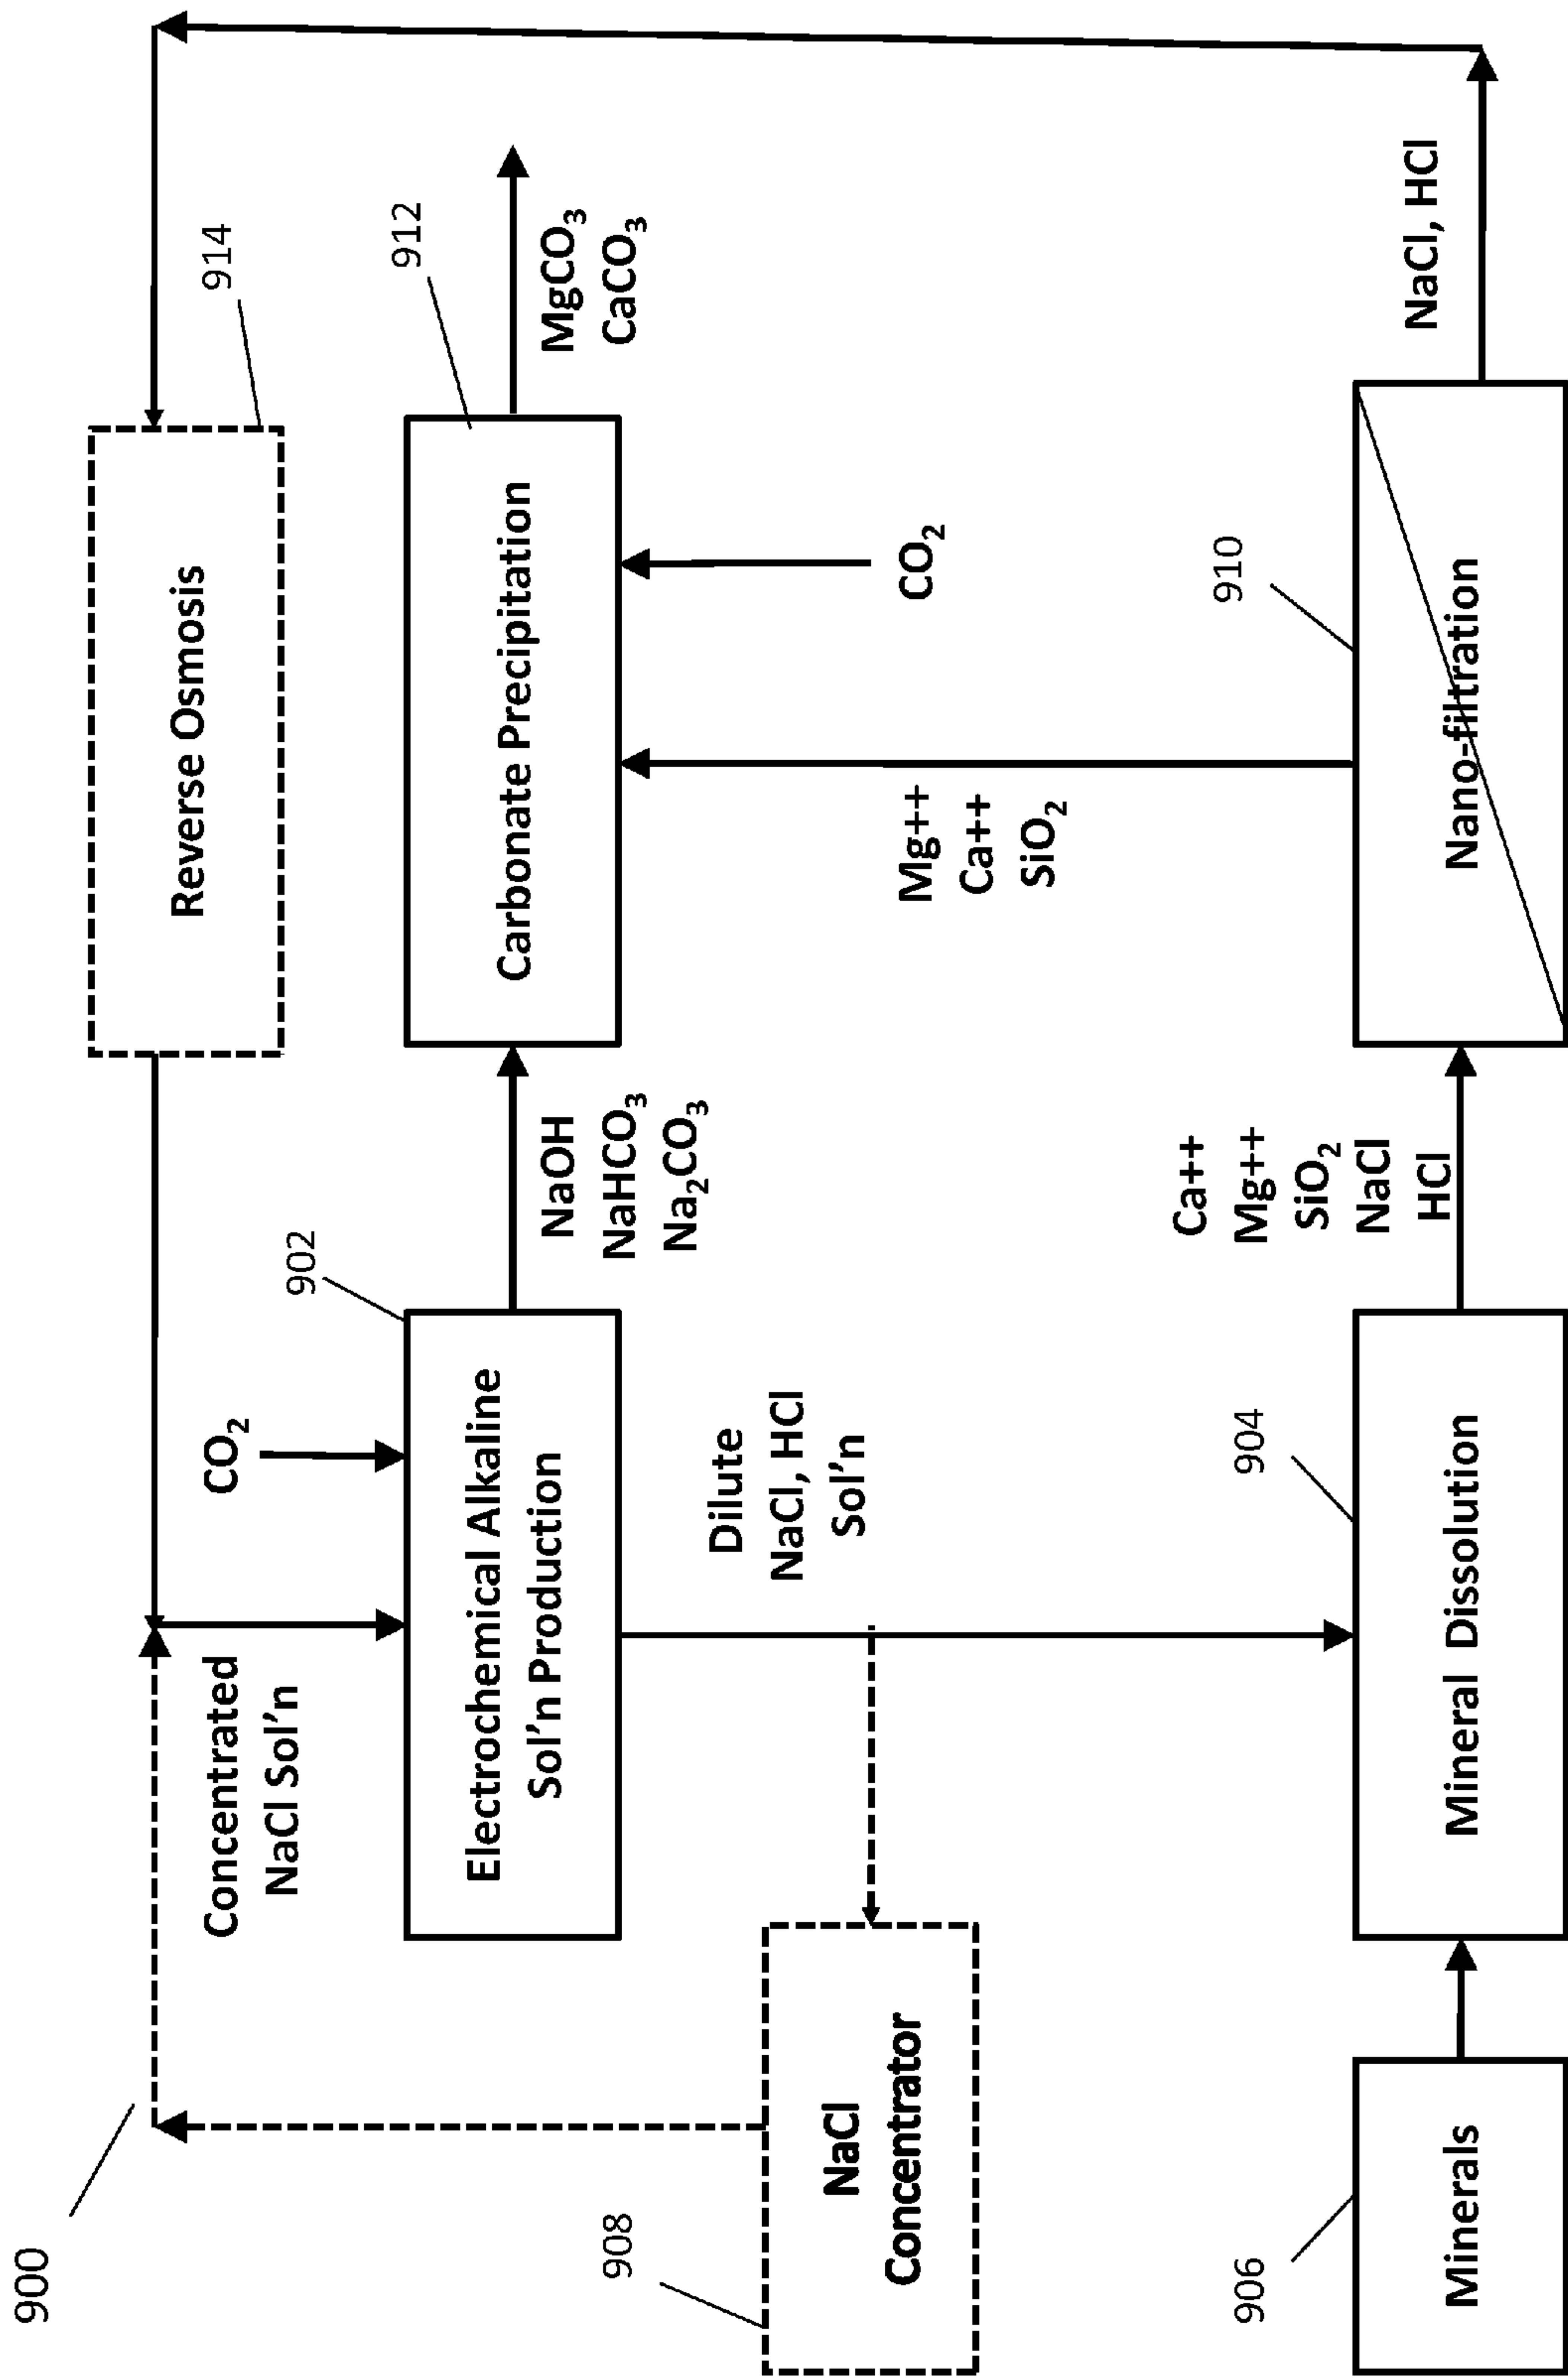 900
Reverse Osmosis
914
Concentrated
NaCl Sol’n
CO₂
902
Electrochemical Alkaline
Sol’n Production
NaOH
NaHCO₃
Na₂CO₃
Carbonate Precipitation
912
MgCO₃
CaCO₃
908
NaCl
Concentrator
Dilute
NaCl, HCl
Sol’n
Mg++
Ca++
SiO₂
CO₂
906
Minerals
904
Mineral Dissolution
Ca++
Mg++
SiO₂
NaCl
HCl
910
Nano-filtration
NaCl, HCl